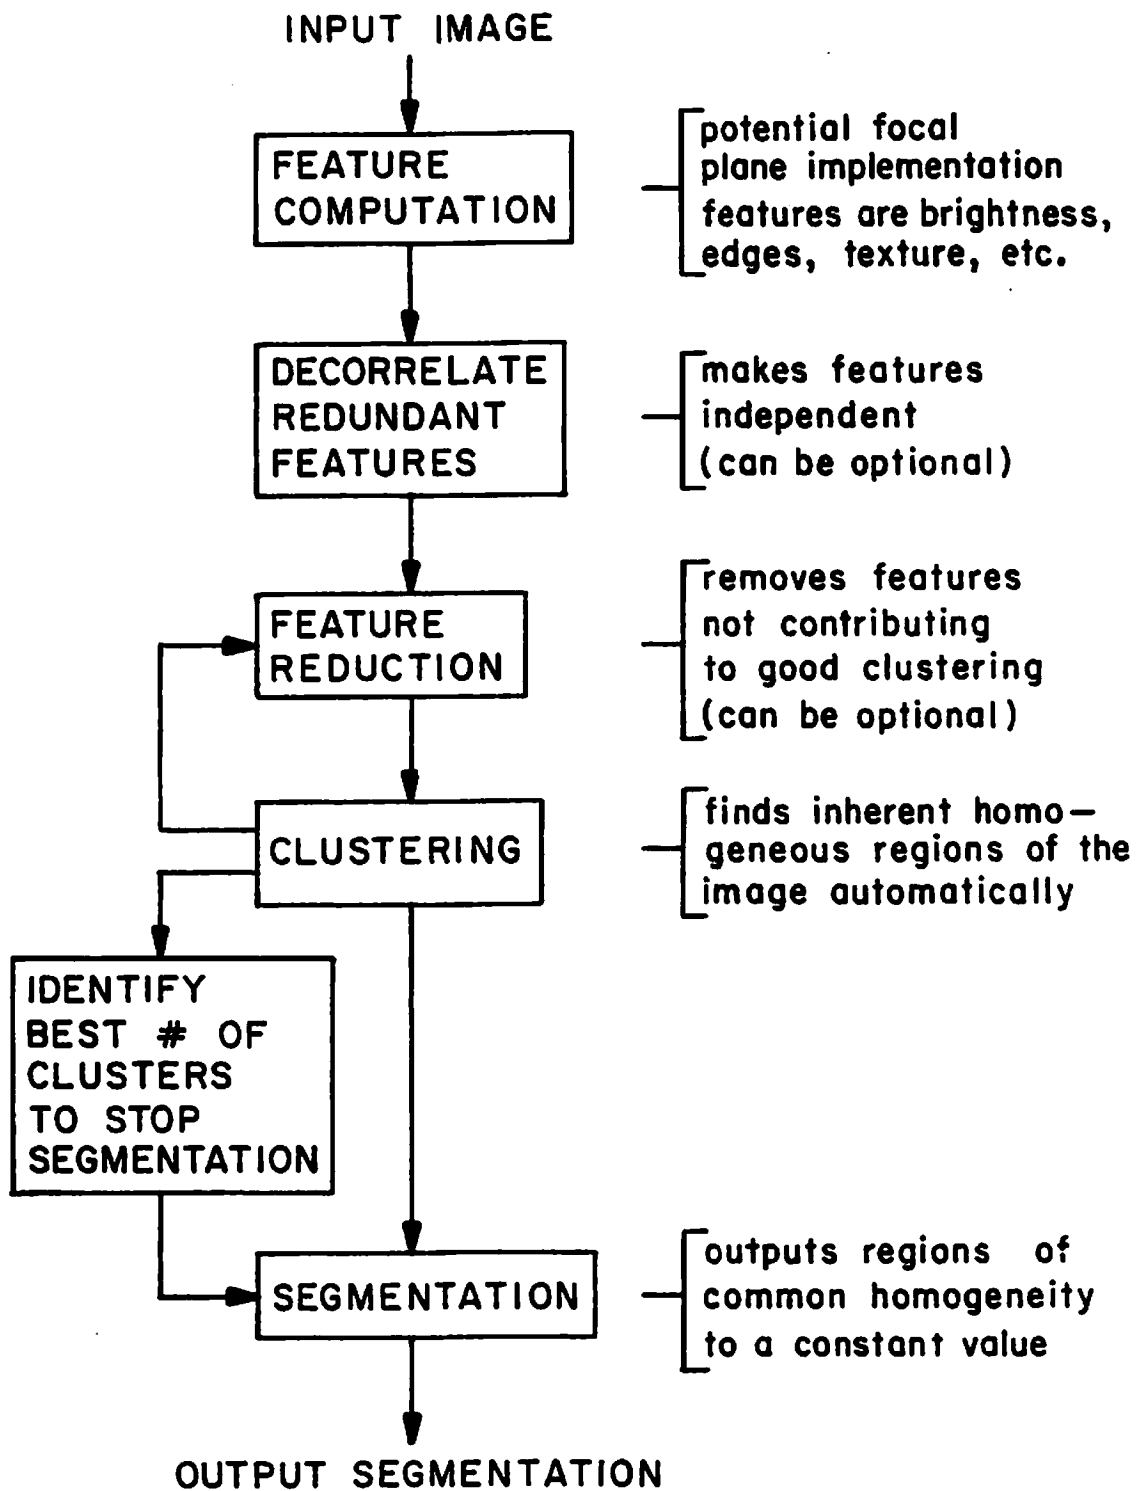 INPUT IMAGE
FEATURE
COMPUTATION
potential focal
plane implementation
features are brightness,
edges, texture, etc.
DECORRELATE
REDUNDANT
FEATURES
makes features
independent
(can be optional)
FEATURE
REDUCTION
removes features
not contributing
to good clustering
(can be optional)
CLUSTERING
finds inherent homo-
geneous regions of the
image automatically
IDENTIFY
BEST # OF
CLUSTERS
TO STOP
SEGMENTATION
SEGMENTATION
outputs regions of
common homogeneity
to a constant value
OUTPUT SEGMENTATION